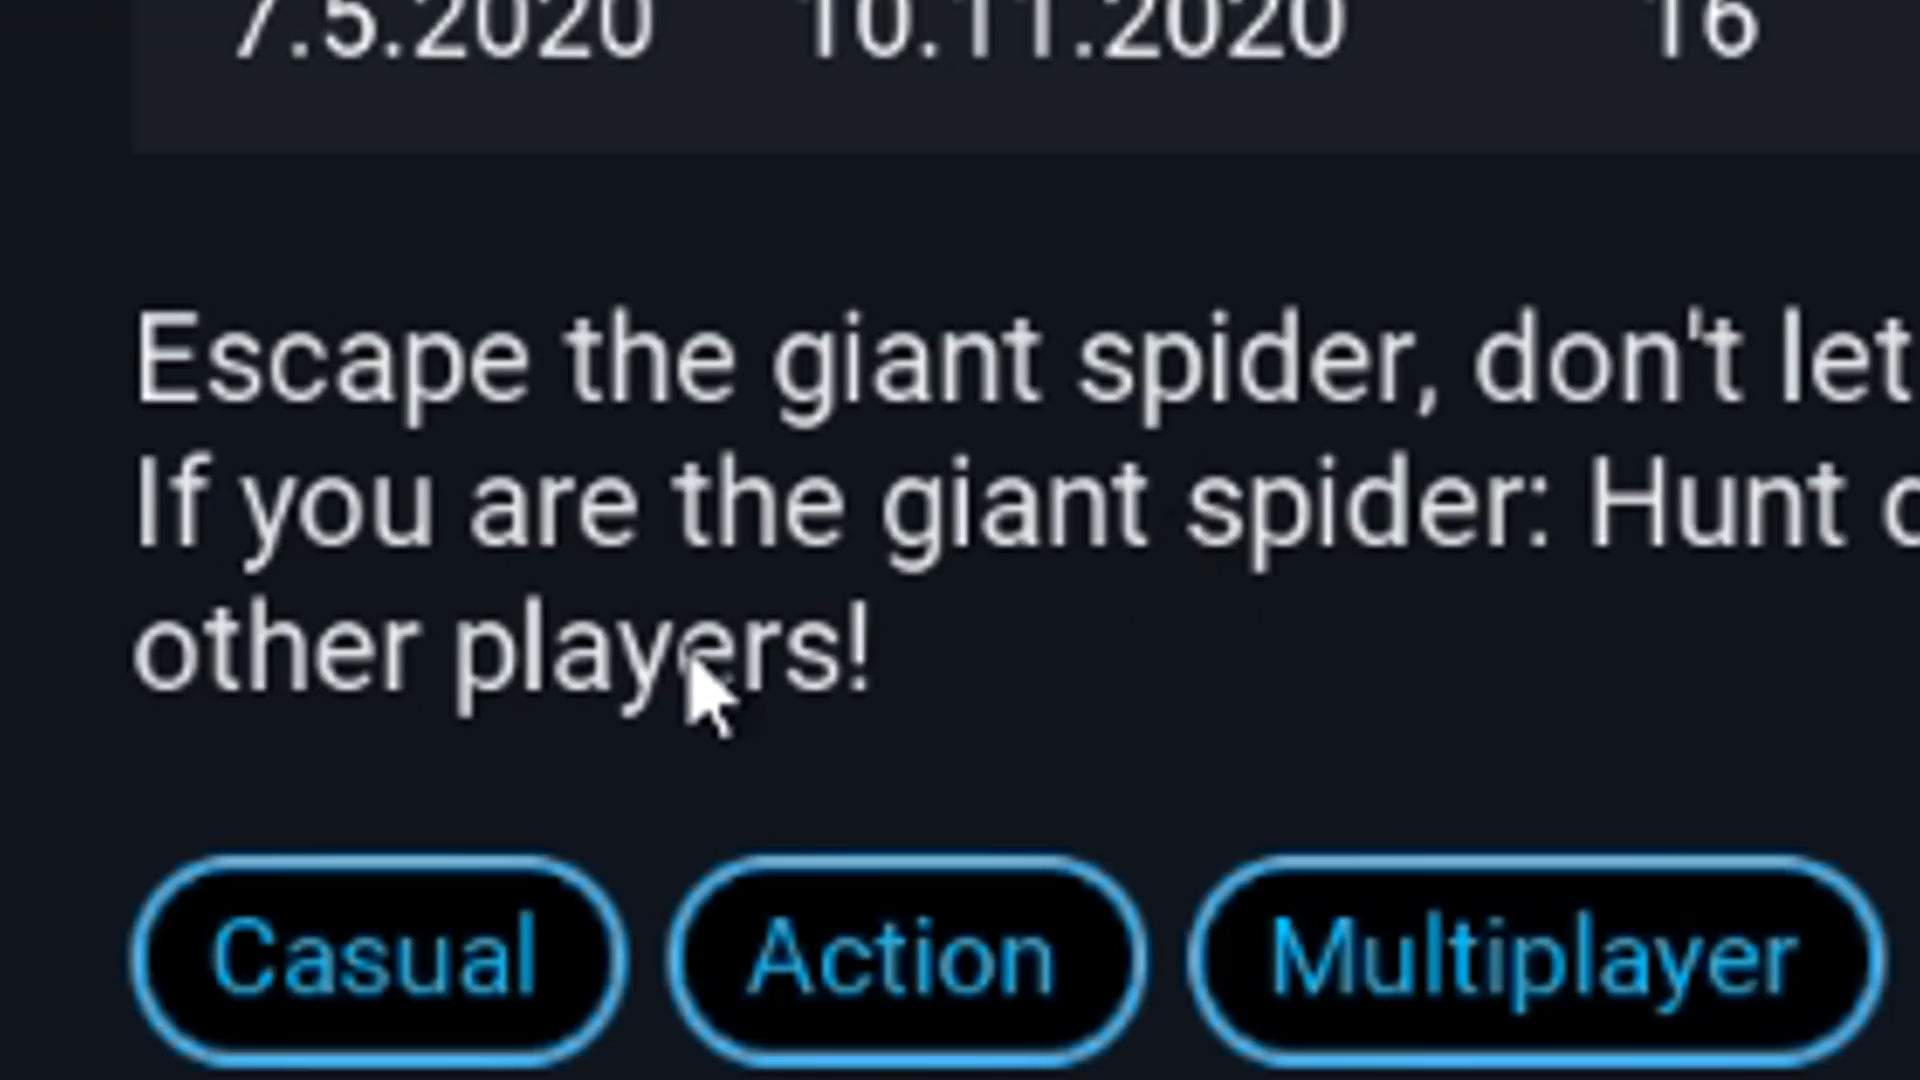 7.5.2020 10.11.2020 16
Escape the giant spider, don't let
If you are the giant spider: Hunt
other players!
Casual Action Multiplayer